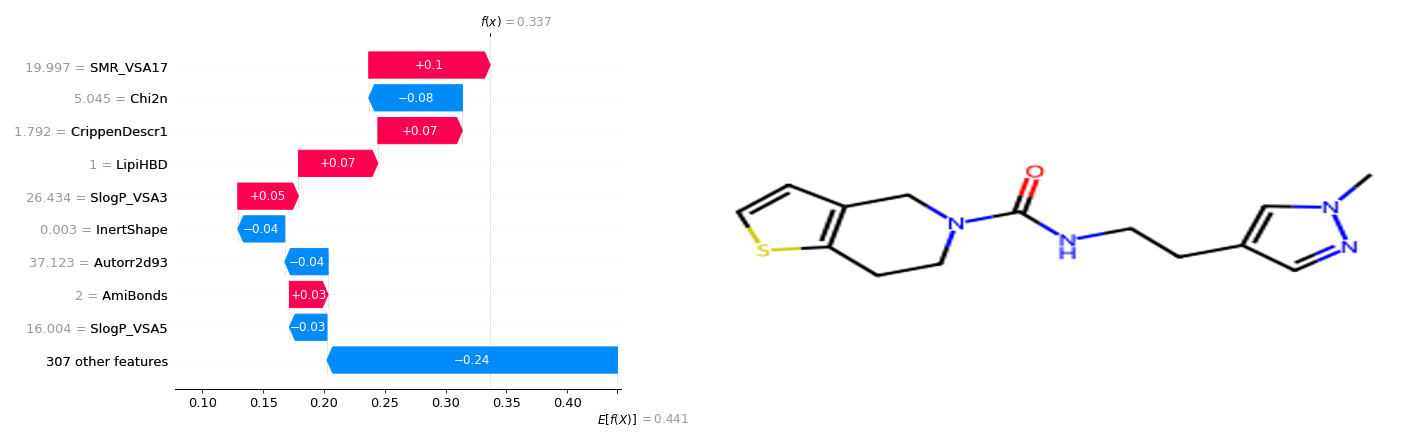 f(x) = 0.337
19.997 = SMR_VSA17 +0.1
5.045 = Chi2n −0.08
1.792 = CrippenDescr1 +0.07
1 = LipiHBD +0.07
26.434 = SlogP_VSA3 +0.05
0.003 = InertShape −0.04
37.123 = Autorr2d93 −0.04
2 = AmiBonds +0.03
16.004 = SlogP_VSA5 −0.03
307 other features −0.24
0.10 0.15 0.20 0.25 0.30 0.35 0.40
E[f(X)] = 0.441
O
N
S
N
H
N
N